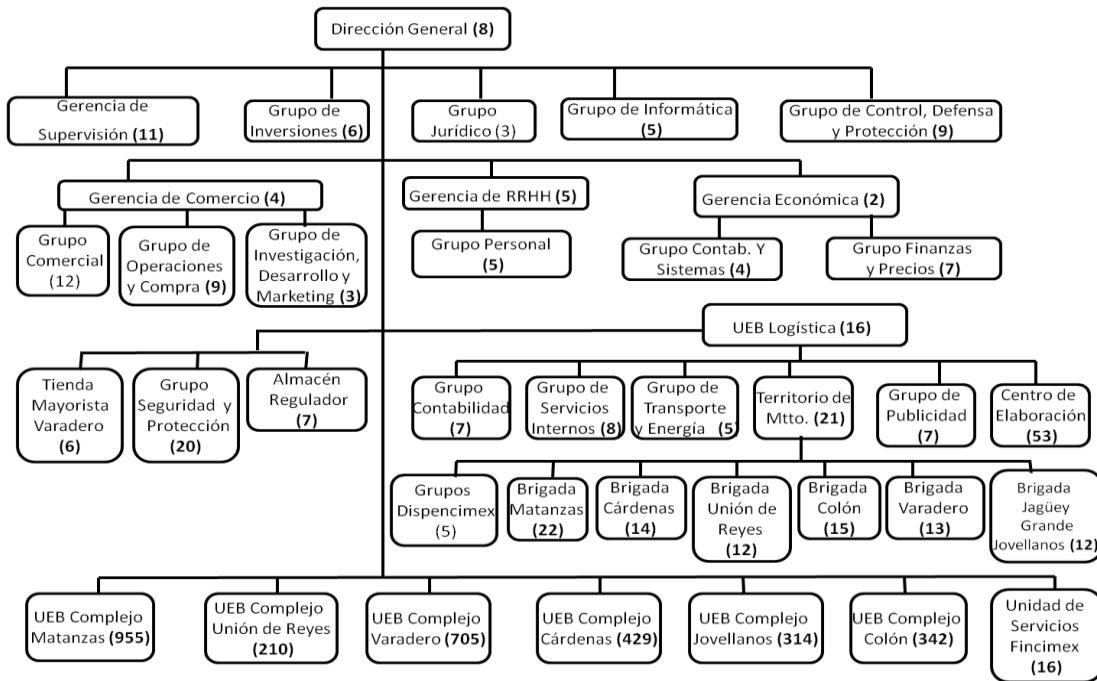 Dirección General (8)
Gerencia de
Supervisión (11)
Grupo de
Inversiones (6)
Grupo
Jurídico (3)
Grupo de Informática
(5)
Grupo de Control, Defensa
y Protección (9)
Gerencia de Comercio (4)
Gerencia de RRHH (5)
Gerencia Económica (2)
Grupo
Comercial
(12)
Grupo de
Operaciones
y Compra (9)
Grupo de
Investigación,
Desarrollo y
Marketing (3)
Grupo Personal
(5)
Grupo Contab. Y
Sistemas (4)
Grupo Finanzas
y Precios (7)
UEB Logística (16)
Tienda
Mayorista
Varadero
(6)
Grupo
Seguridad y
Protección
(20)
Almacén
Regulador
(7)
Grupo
Contabilidad
(7)
Grupo de
Servicios
Internos (8)
Grupo de
Transporte
y Energía (5)
Territorio de
Mtto. (21)
Grupo de
Publicidad
(7)
Centro de
Elaboración
(53)
Grupos
Dispencimex
(5)
Brigada
Matanzas
(22)
Brigada
Cárdenas
(14)
Brigada
Unión de
Reyes
(12)
Brigada
Colón
(15)
Brigada
Varadero
(13)
Brigada
Jagüey
Grande
Jovellanos (12)
UEB Complejo
Matanzas (955)
UEB Complejo
Unión de Reyes
(210)
UEB Complejo
Varadero (705)
UEB Complejo
Cárdenas (429)
UEB Complejo
Jovellanos (314)
UEB Complejo
Colón (342)
Unidad de
Servicios
Fincimex
(16)